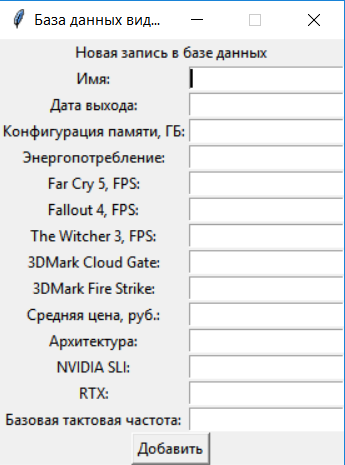 База данных вид...
Новая запись в базе данных
Имя:
Дата выхода:
Конфигурация памяти, ГБ:
Энергопотребление:
Far Cry 5, FPS:
Fallout 4, FPS:
The Witcher 3, FPS:
3DMark Cloud Gate:
3DMark Fire Strike:
Средняя цена, руб.:
Архитектура:
NVIDIA SLI:
RTX:
Базовая тактовая частота:
Добавить